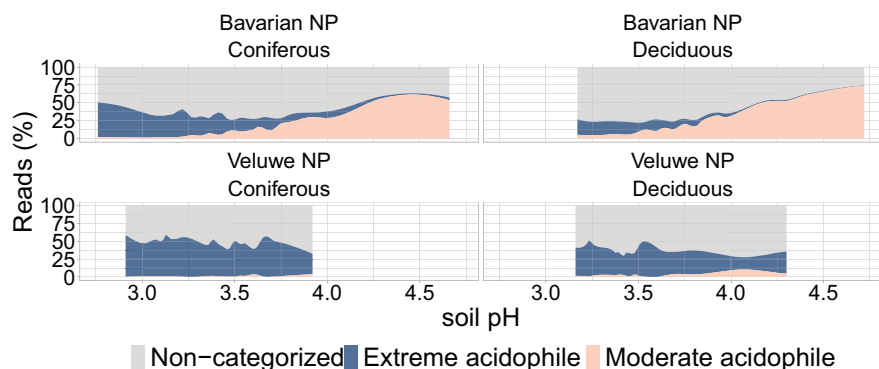 Bavarian NP
Coniferous
Bavarian NP
Deciduous
100
75
50
25
0
Veluwe NP
Coniferous
Veluwe NP
Deciduous
100
75
50
25
0
Reads (%)
3.0 3.5 4.0 4.5
3.0 3.5 4.0 4.5
soil pH
Non−categorized Extreme acidophile Moderate acidophile